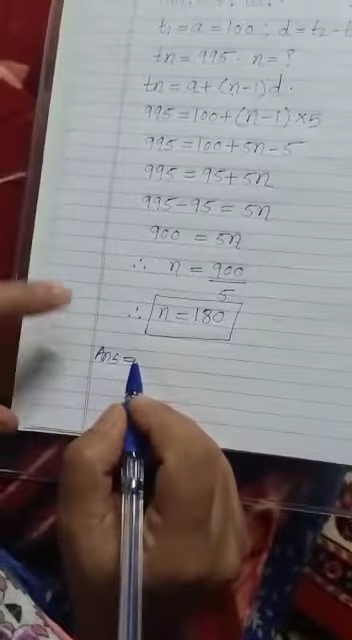 t₁ = a = 100 ; d = t₂ - t
tn = 995. n = ?
tn = a + (n-1) d.
995 = 100 + (n-1) × 5
995 = 100 + 5n - 5
995 = 95 + 5n
995 - 95 = 5n
900 = 5n
∴ n = 900/5
∴ n = 180
Ans =